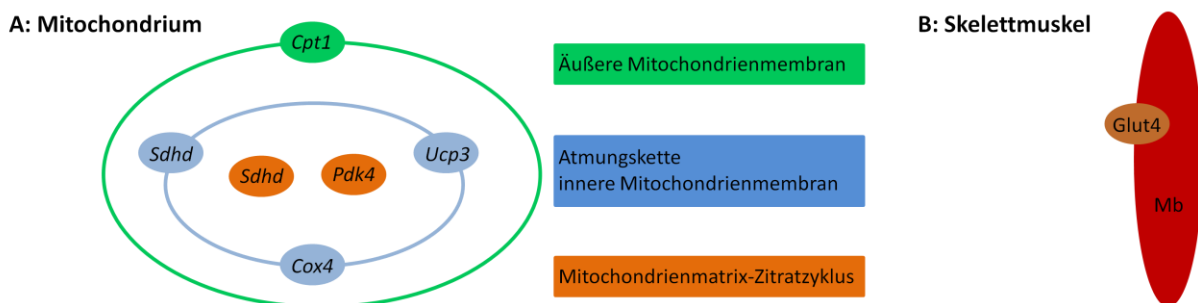 A: Mitochondrium
Cpt1
Sdhd
Ucp3
Sdhd
Pdk4
Cox4
Äußere Mitochondrienmembran
Atmungskette
innere Mitochondrienmembran
Mitochondrienmatrix-Zitratzyklus
B: Skelettmuskel
Glut4
Mb